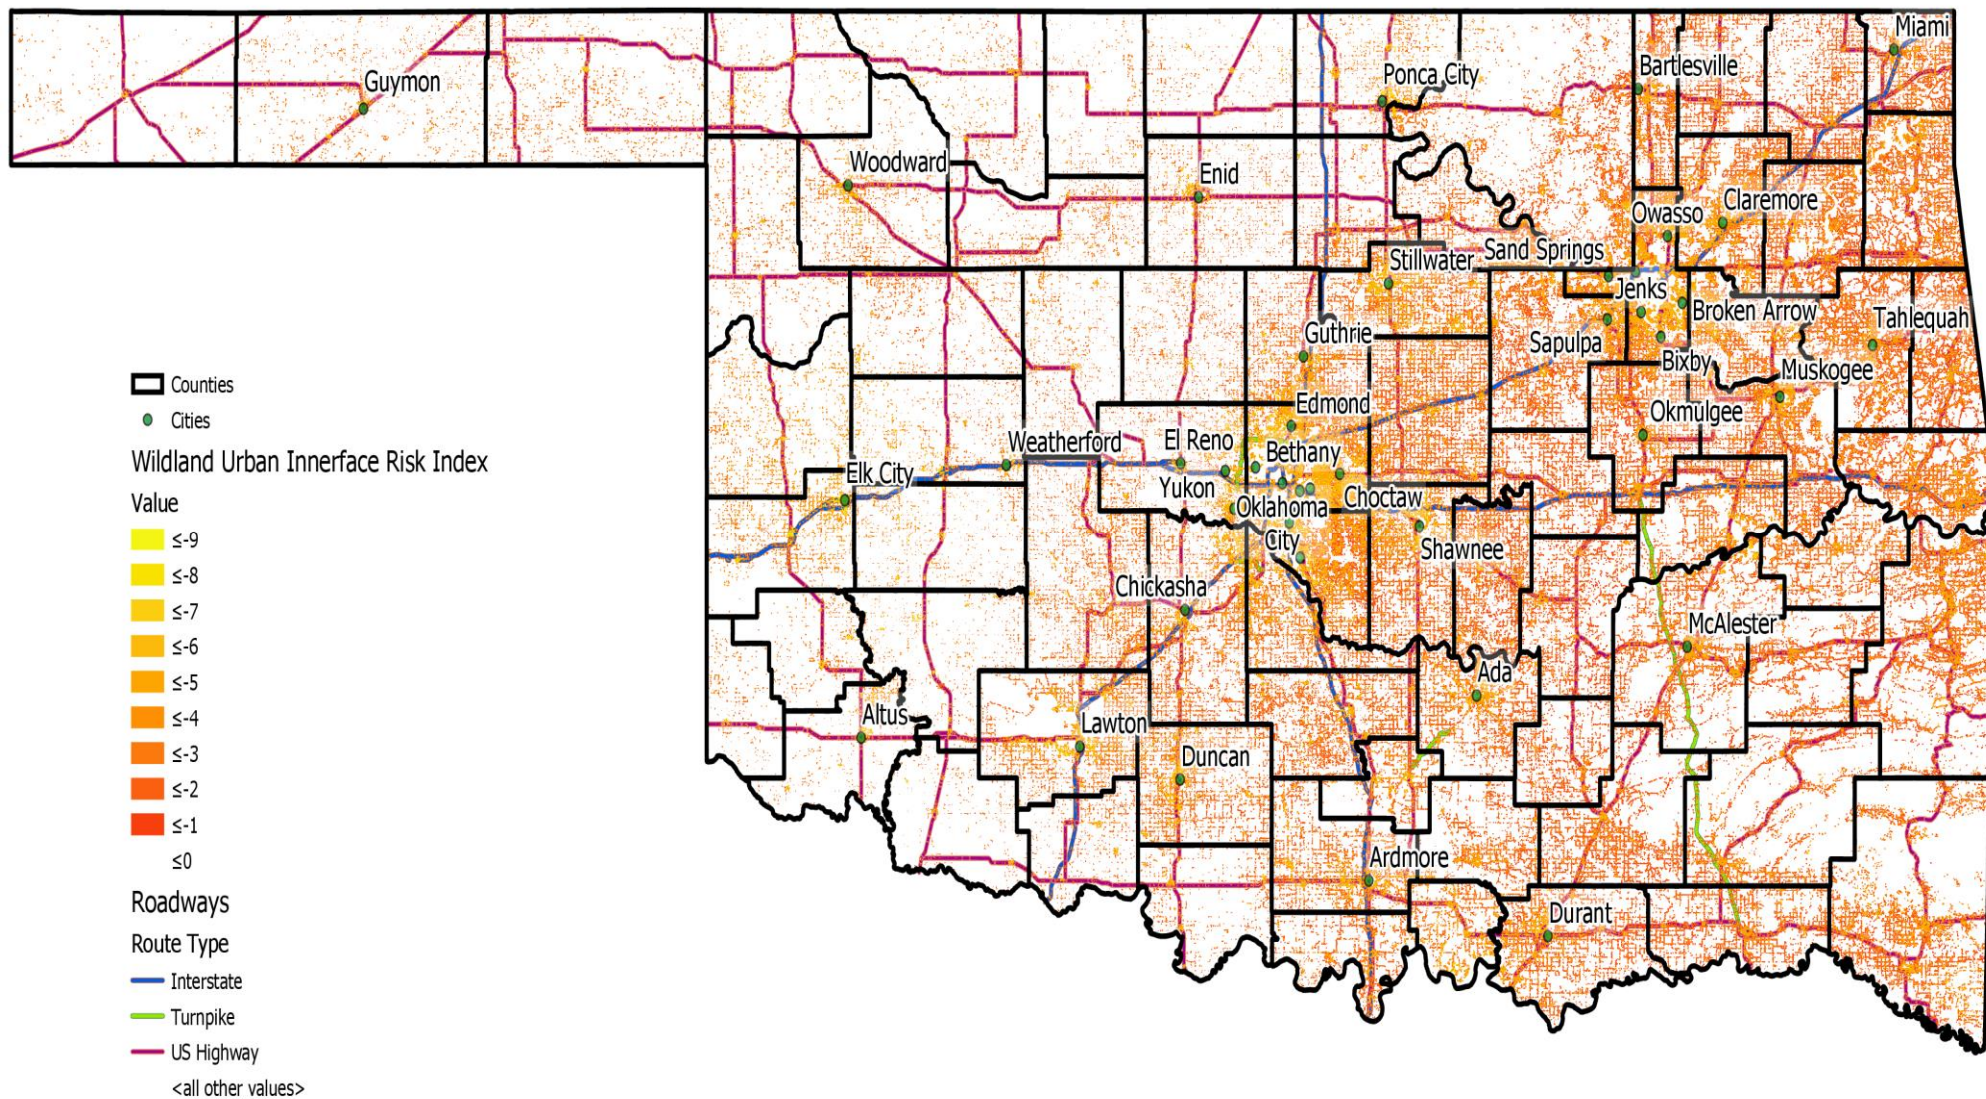 Miami
Bartlesville
Ponca City
Guymon
Woodward
Enid
Claremore
Owasso
Sand Springs
Stillwater
Jenks
Broken Arrow
Tahlequah
Guthrie
Sapulpa
Bixby
Muskogee
Counties
Edmond
Okmulgee
Cities
Weatherford
El Reno
Bethany
Wildland Urban Innerface Risk Index
Elk City
Yukon
Choctaw
Value
Oklahoma
City
≤-9
Shawnee
≤-8
Chickasha
≤-7
McAlester
≤-6
Ada
≤-5
Altus
Lawton
≤-4
Duncan
≤-3
≤-2
≤-1
Ardmore
≤0
Roadways
Durant
Route Type
Interstate
Turnpike
US Highway
<all other values>